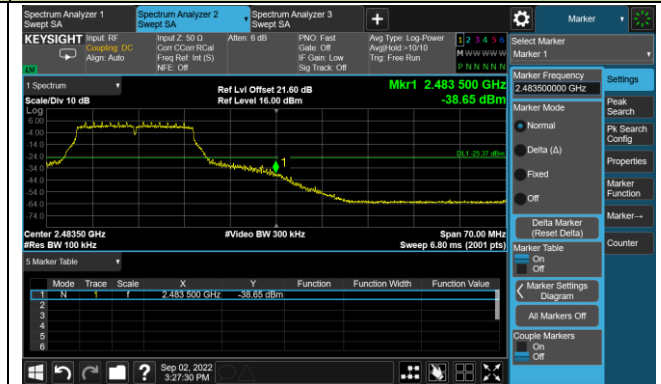 Spectrum Analyzer 1
Swept SA
Spectrum Analyzer 2
Swept SA
Spectrum Analyzer 3
Swept SA
+
Marker
KEYSIGHT
Input: RF
Coupling: DC
Align: Auto
Input Z: 50 Ω
Corr CCorr RCal
Freq Ref: Int (S)
NFE: Off
Atten: 6 dB
PNO: Fast
Gate: Off
IF Gain: Low
Sig Track: Off
Avg Type: Log-Power
Avg|Hold:>10/10
Trig: Free Run
1 2 3 4 5 6
M W W W W W
P N N N N N
LXI
Select Marker
Marker 1
1 Spectrum
Scale/Div 10 dB
Ref Lvl Offset 21.60 dB
Ref Level 16.00 dBm
Mkr1 2.483 500 GHz
-38.65 dBm
Log
6.00
-4.00
-14.0
-24.0
-34.0
-44.0
-54.0
-64.0
-74.0
1
DL1 -25.37 dBm
Center 2.48350 GHz
#Res BW 100 kHz
#Video BW 300 kHz
Span 70.00 MHz
Sweep 6.80 ms (2001 pts)
5 Marker Table
Mode Trace Scale X Y Function Function Width Function Value
1 N 1 f 2.483 500 GHz -38.65 dBm
2
3
4
5
6
Marker Frequency
2.483500000 GHz
Marker Mode
Normal
Delta (Δ)
Fixed
Off
Delta Marker
(Reset Delta)
Marker Table
On
Off
Marker Settings
Diagram
All Markers Off
Couple Markers
On
Off
Settings
Peak
Search
Pk Search
Config
Properties
Marker
Function
Marker→
Counter
?
Sep 02, 2022
3:27:30 PM